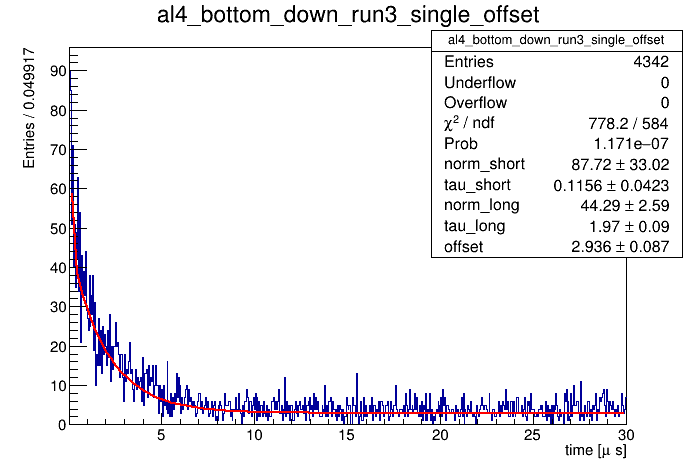 al4_bottom_down_run3_single_offset
al4_bottom_down_run3_single_offset
Entries 4342
Underflow 0
Overflow 0
χ² / ndf 778.2 / 584
Prob 1.171e−07
norm_short 87.72 ± 33.02
tau_short 0.1156 ± 0.0423
norm_long 44.29 ± 2.59
tau_long 1.97 ± 0.09
offset 2.936 ± 0.087
Entries / 0.049917
90
80
70
60
50
40
30
20
10
0
5 10 15 20 25 30
time [μ s]